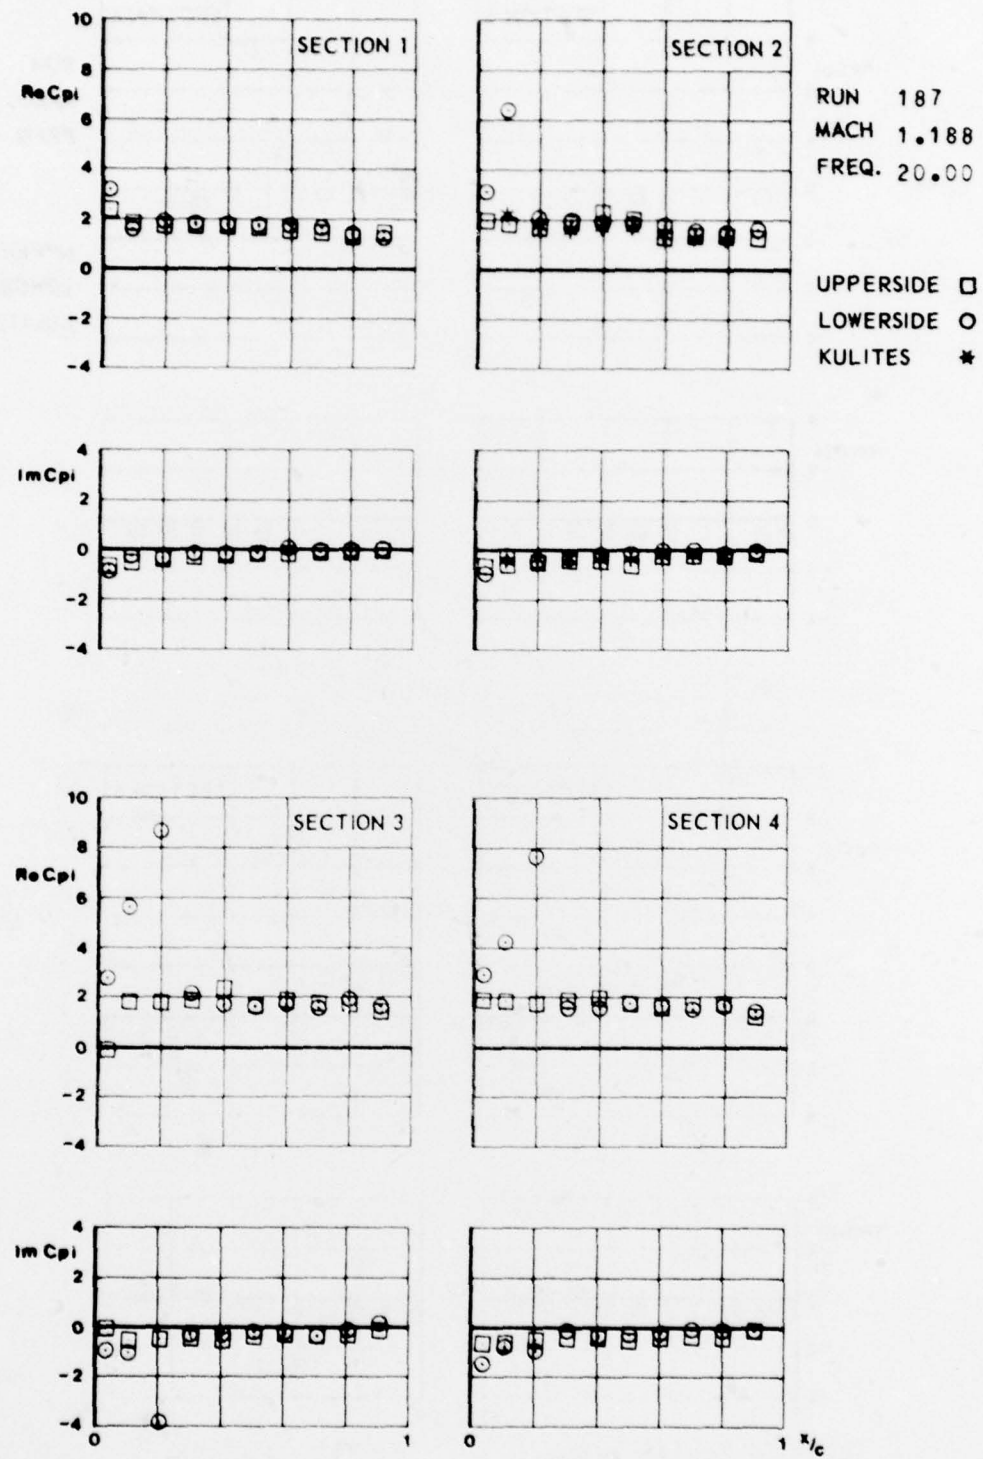 SECTION 1
10
8
ReCpi
6
4
2
0
-2
-4
SECTION 2
RUN 187
MACH 1.188
FREQ. 20.00
UPPERSIDE □
LOWERSIDE ○
KULITES ✶
4
ImCpi
2
0
-2
-4
SECTION 3
10
8
ReCpi
6
4
2
0
-2
-4
SECTION 4
4
ImCpi
2
0
-2
-4
0 1
0 1 x/c